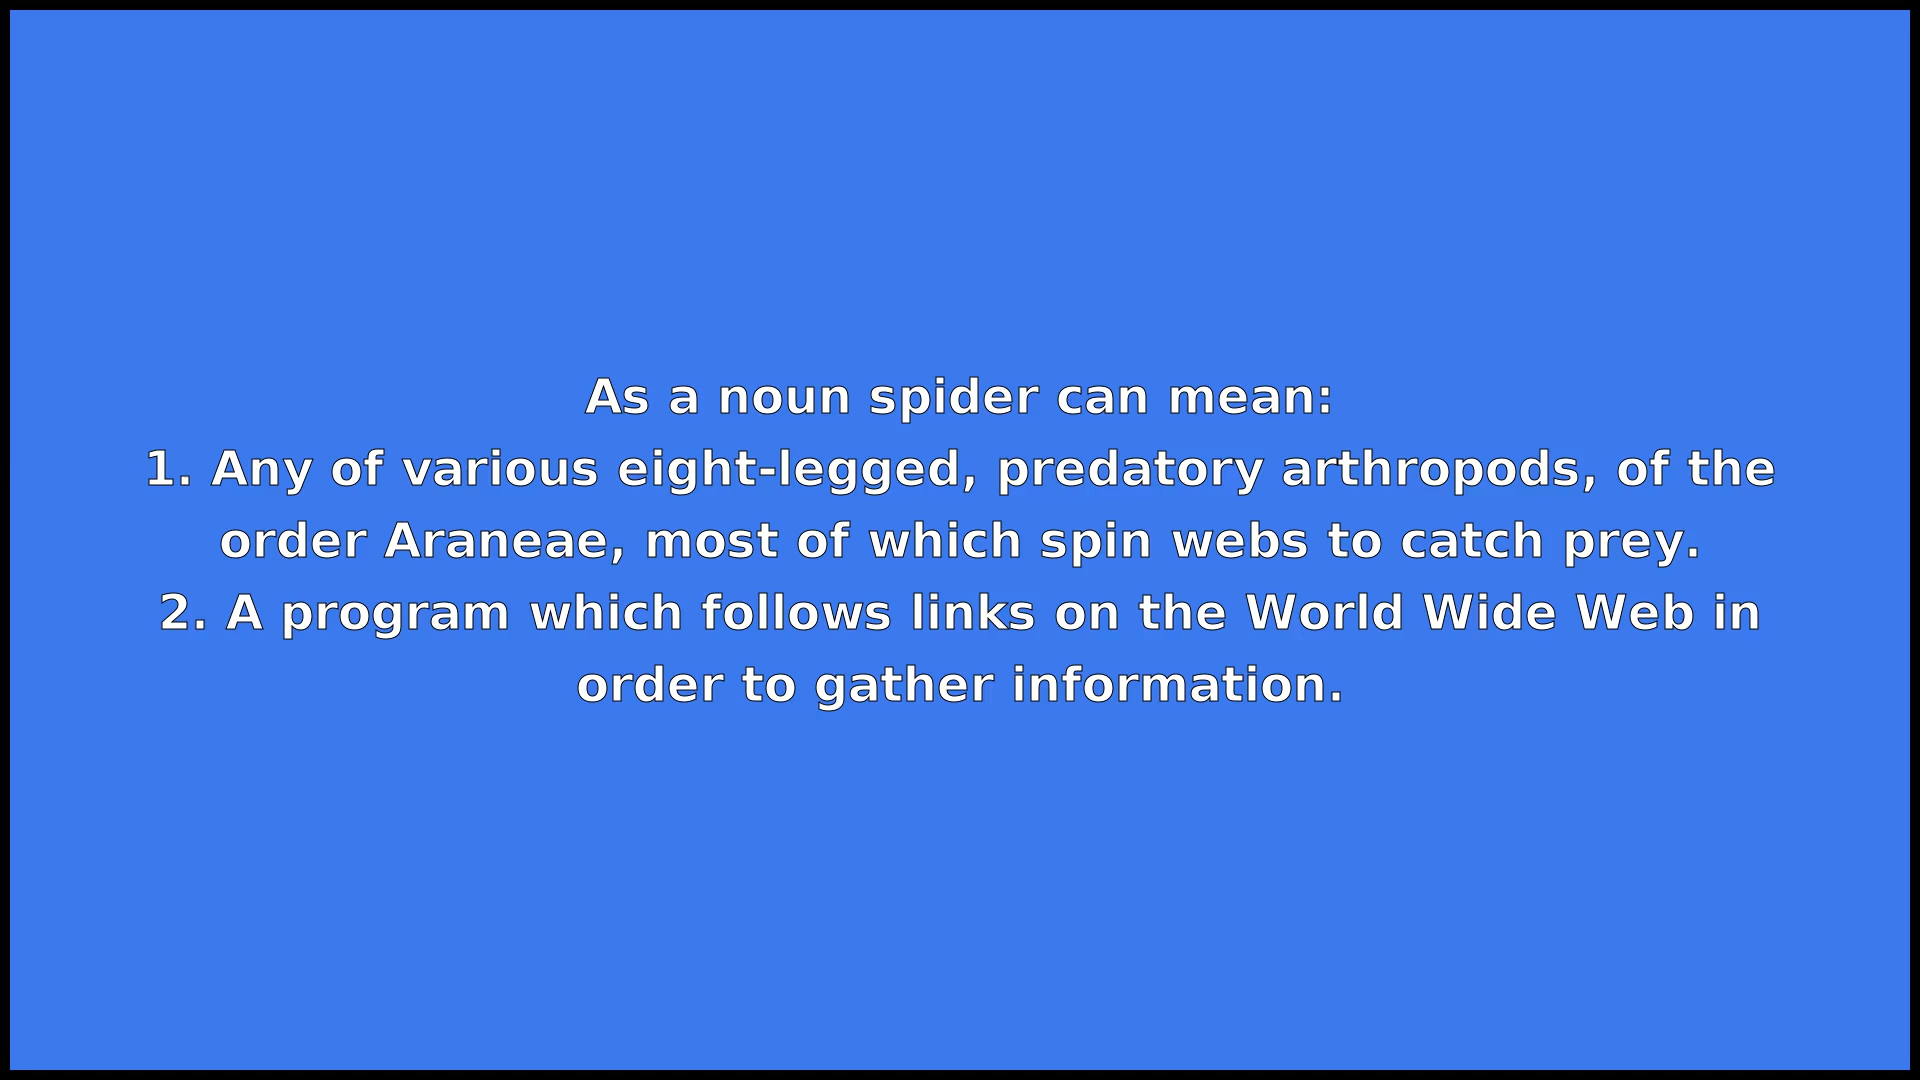 As a noun spider can mean:
1. Any of various eight-legged, predatory arthropods, of the
order Araneae, most of which spin webs to catch prey.
2. A program which follows links on the World Wide Web in
order to gather information.